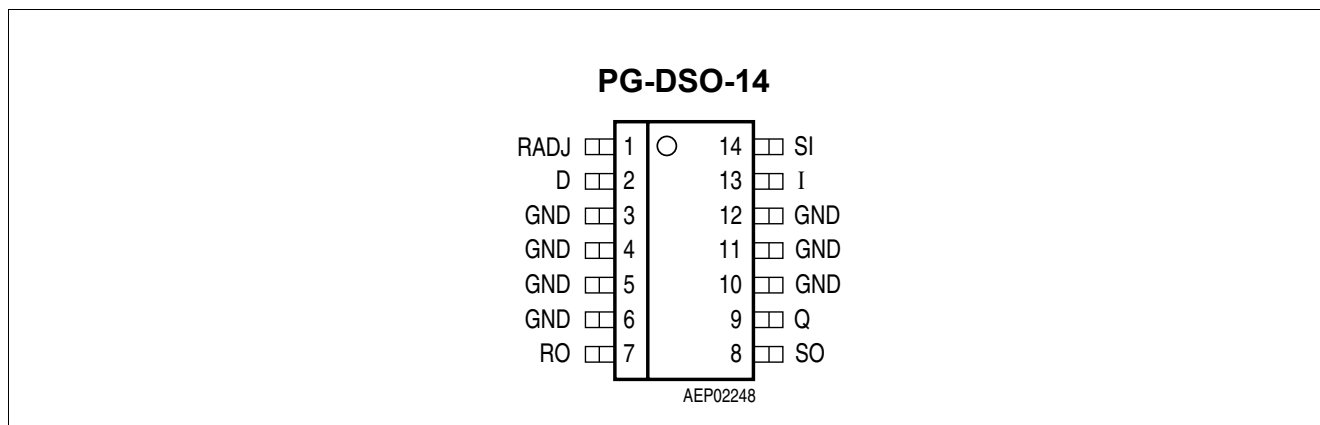 PG-DSO-14
RADJ 1 14 SI
D 2 13 I
GND 3 12 GND
GND 4 11 GND
GND 5 10 GND
GND 6 9 Q
RO 7 8 SO
AEP02248